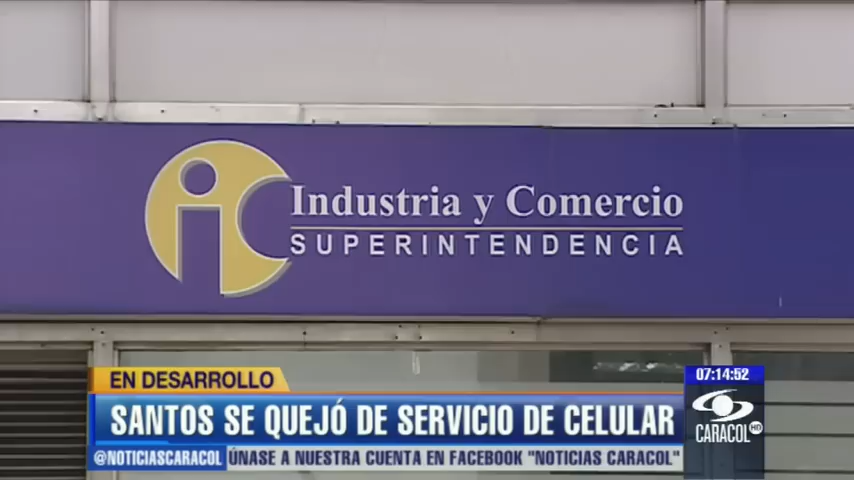 ic Industria y Comercio
SUPERINTENDENCIA
EN DESARROLLO
07:14:52
SANTOS SE QUEJÓ DE SERVICIO DE CELULAR
CARACOL HD
@NOTICIASCARACOL ÚNASE A NUESTRA CUENTA EN FACEBOOK "NOTICIAS CARACOL"